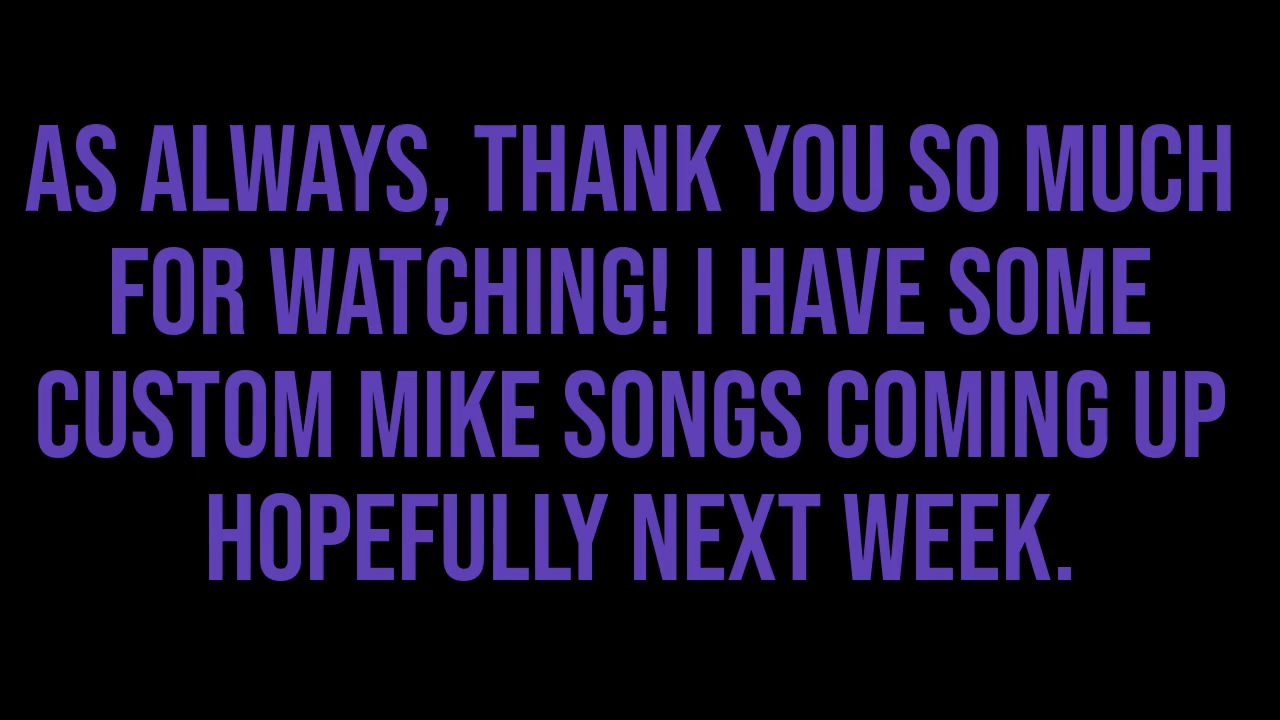 AS ALWAYS, THANK YOU SO MUCH
FOR WATCHING! I HAVE SOME
CUSTOM MIKE SONGS COMING UP
HOPEFULLY NEXT WEEK.